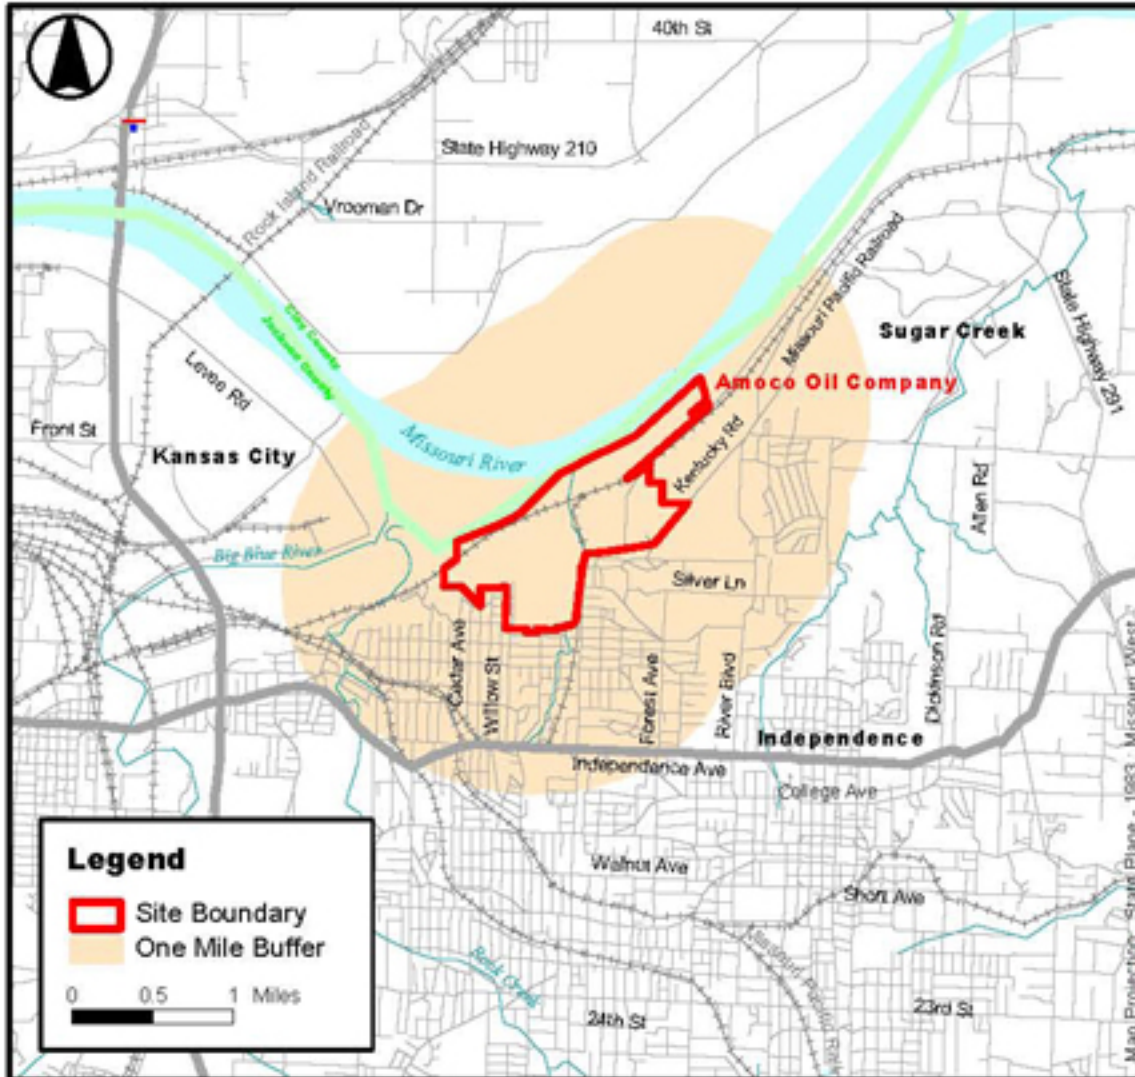 40th St
State Highway 210
Rock Island Railroad
Vrooman Dr
Clay County
Jackson County
Missouri Pacific Railroad
Sugar Creek
State Highway 291
Levee Rd
Amoco Oil Company
Front St
Kansas City
Missouri River
Kentucky Rd
Allen Rd
Big Blue River
Silver Ln
Cedar Ave
Willow St
Forest Ave
River Blvd
Dickinson Rd
Independence
Independence Ave
College Ave
Walnut Ave
Short Ave
Missouri Pacific Rail
Rock Creek
24th St
23rd St
Map Projection: State Plane - 1983, Missouri West
Legend
Site Boundary
One Mile Buffer
0 0.5 1 Miles